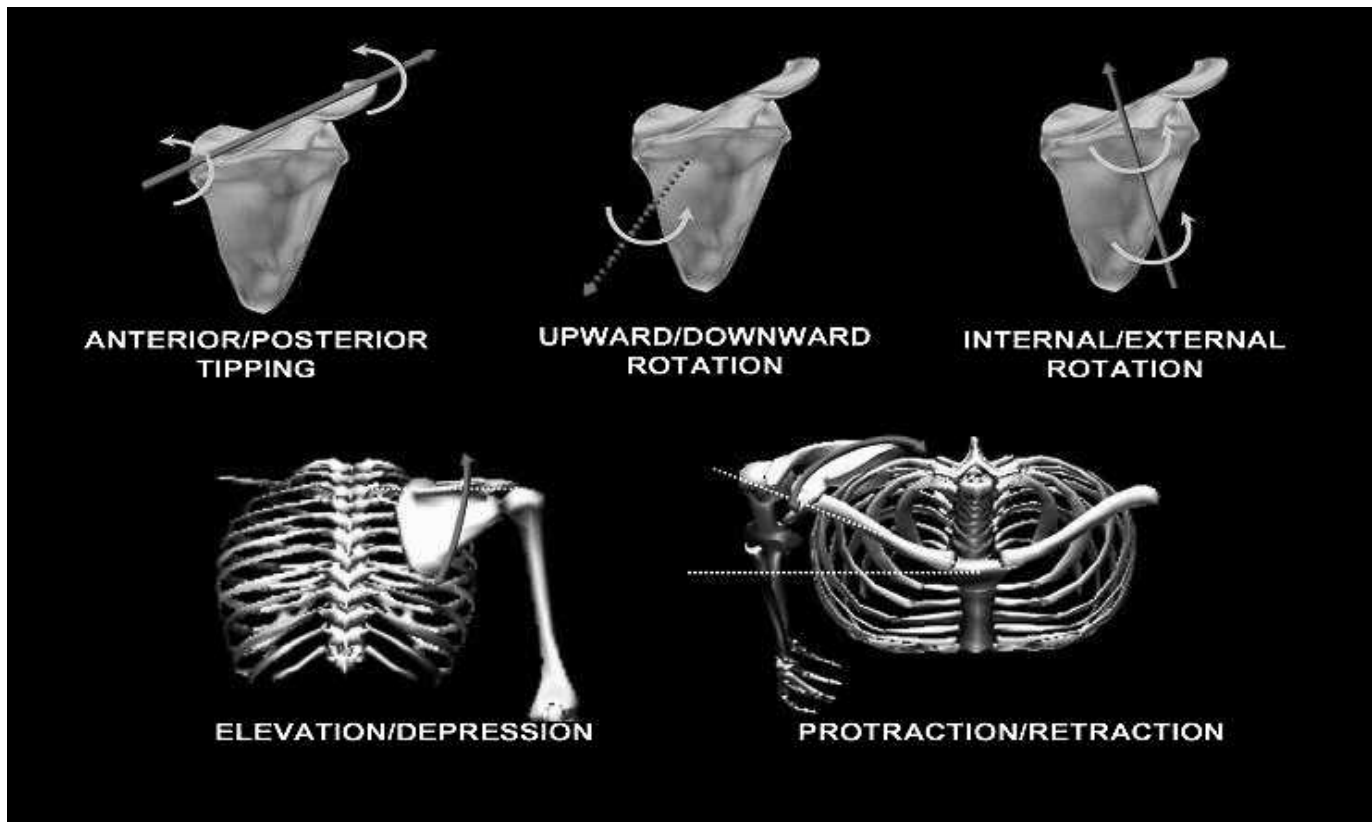 ANTERIOR/POSTERIOR
TIPPING
UPWARD/DOWNWARD
ROTATION
INTERNAL/EXTERNAL
ROTATION
ELEVATION/DEPRESSION
PROTRACTION/RETRACTION